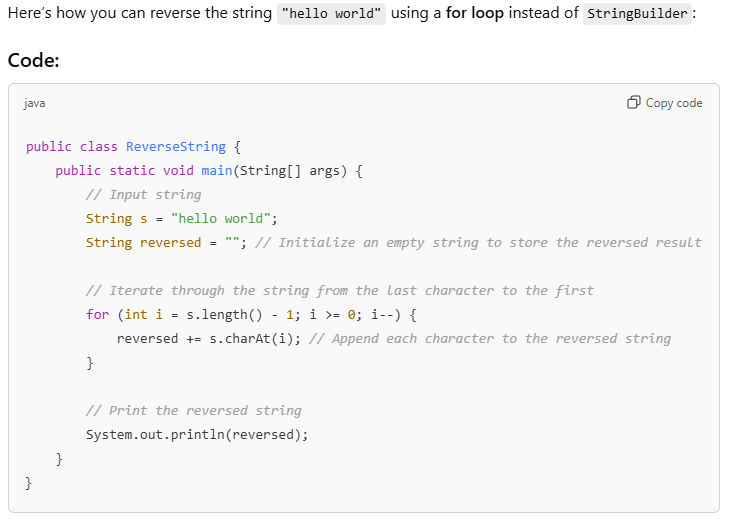 Here’s how you can reverse the string "hello world" using a for loop instead of StringBuilder:
Code:
java
Copy code
public class ReverseString {
    public static void main(String[] args) {
        // Input string
        String s = "hello world";
        String reversed = ""; // Initialize an empty string to store the reversed result
        // Iterate through the string from the last character to the first
        for (int i = s.length() - 1; i >= 0; i--) {
            reversed += s.charAt(i); // Append each character to the reversed string
        }
        // Print the reversed string
        System.out.println(reversed);
    }
}